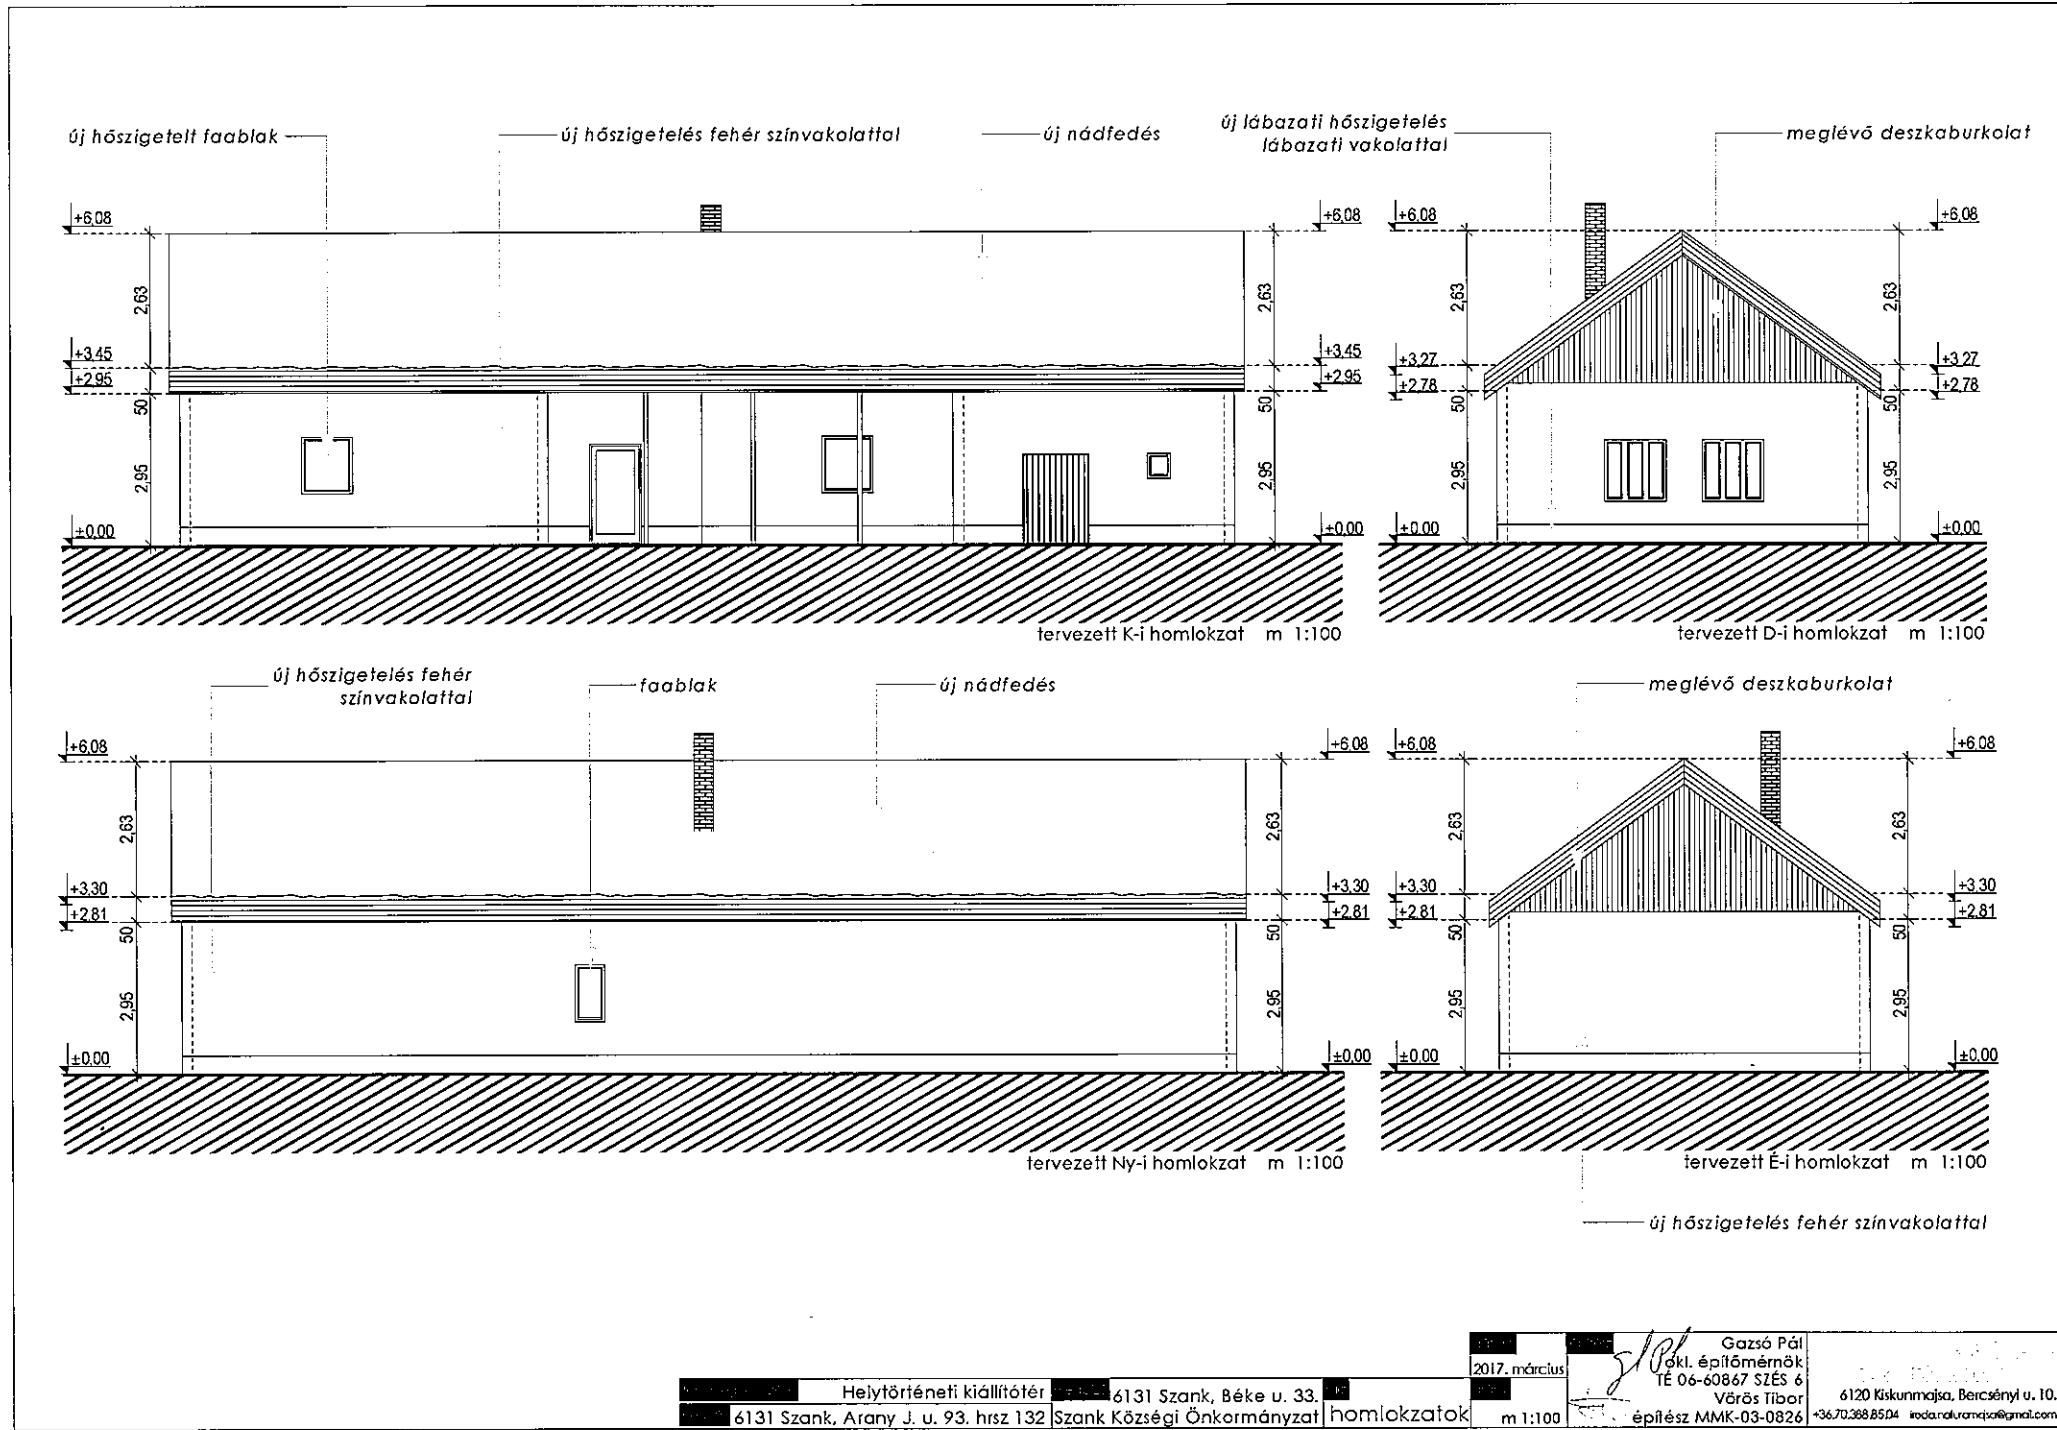 új hőszigetelt faablak
új hőszigetelés fehér színvakolattal
új nádfedés
új lábazati hőszigetelés
lábazati vakolattal
meglévő deszkaburkolat
+6,08
+6,08
+6,08
+6,08
2,63
2,63
2,63
2,63
+3,45
+3,45
+3,27
+3,27
+2,95
+2,95
+2,78
+2,78
50
50
50
50
2,95
2,95
2,95
2,95
±0,00
±0,00
±0,00
±0,00
tervezett K-i homlokzat m 1:100
tervezett D-i homlokzat m 1:100
új hőszigetelés fehér
színvakolattal
faablak
új nádfedés
meglévő deszkaburkolat
+6,08
+6,08
+6,08
+6,08
2,63
2,63
2,63
2,63
+3,30
+3,30
+3,30
+3,30
+2,81
+2,81
+2,81
+2,81
50
50
50
50
2,95
2,95
2,95
2,95
±0,00
±0,00
±0,00
±0,00
tervezett Ny-i homlokzat m 1:100
tervezett É-i homlokzat m 1:100
új hőszigetelés fehér színvakolattal
Helytörténeti kiállítótér
6131 Szank, Arany J. u. 93. hrsz 132
6131 Szank, Béke u. 33.
Szank Községi Önkormányzat
homlokzatok
2017. március
m 1:100
Gazsó Pál
okl. építőmérnök
TÉ 06-60867 SZÉS 6
Vörös Tibor
építész MMK-03-0826
6120 Kiskunmajsa, Bercsényi u. 10.
+36.70.388.85.04